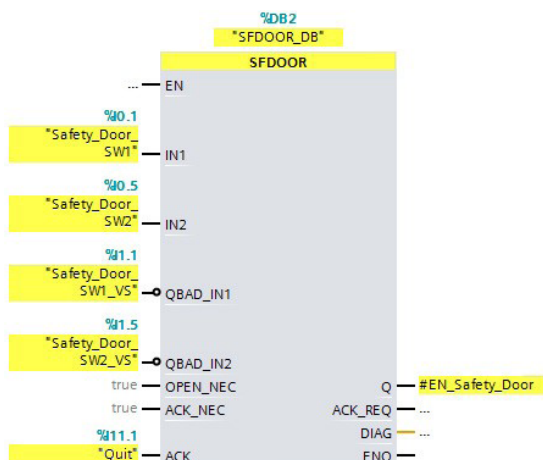 %DB2
"SFDOOR_DB"
SFDOOR
... EN
%I0.1
"Safety_Door_
SW1" IN1
%I0.5
"Safety_Door_
SW2" IN2
%I1.1
"Safety_Door_
SW1_VS" QBAD_IN1
%I1.5
"Safety_Door_
SW2_VS" QBAD_IN2
true OPEN_NEC Q #EN_Safety_Door
true ACK_NEC ACK_REQ ...
DIAG ...
%I11.1
"Quit" ACK ENO